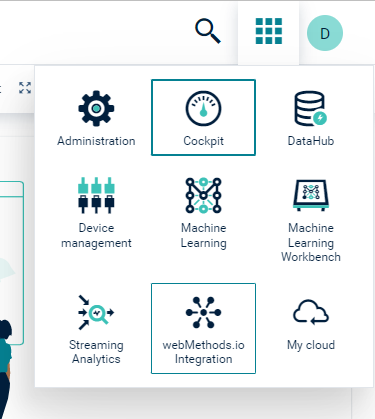 D
Administration
Cockpit
DataHub
Device
management
Machine
Learning
Machine
Learning
Workbench
Streaming
Analytics
webMethods.io
Integration
My cloud